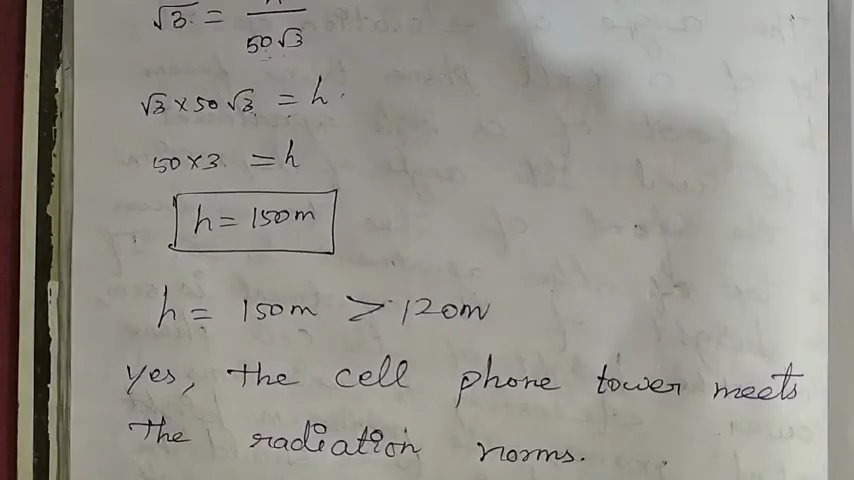 √3 = h / 50√3
√3 × 50√3 = h
50 × 3 = h
h = 150m
h = 150m > 120m
yes, the cell phone tower meets
the radiation norms.